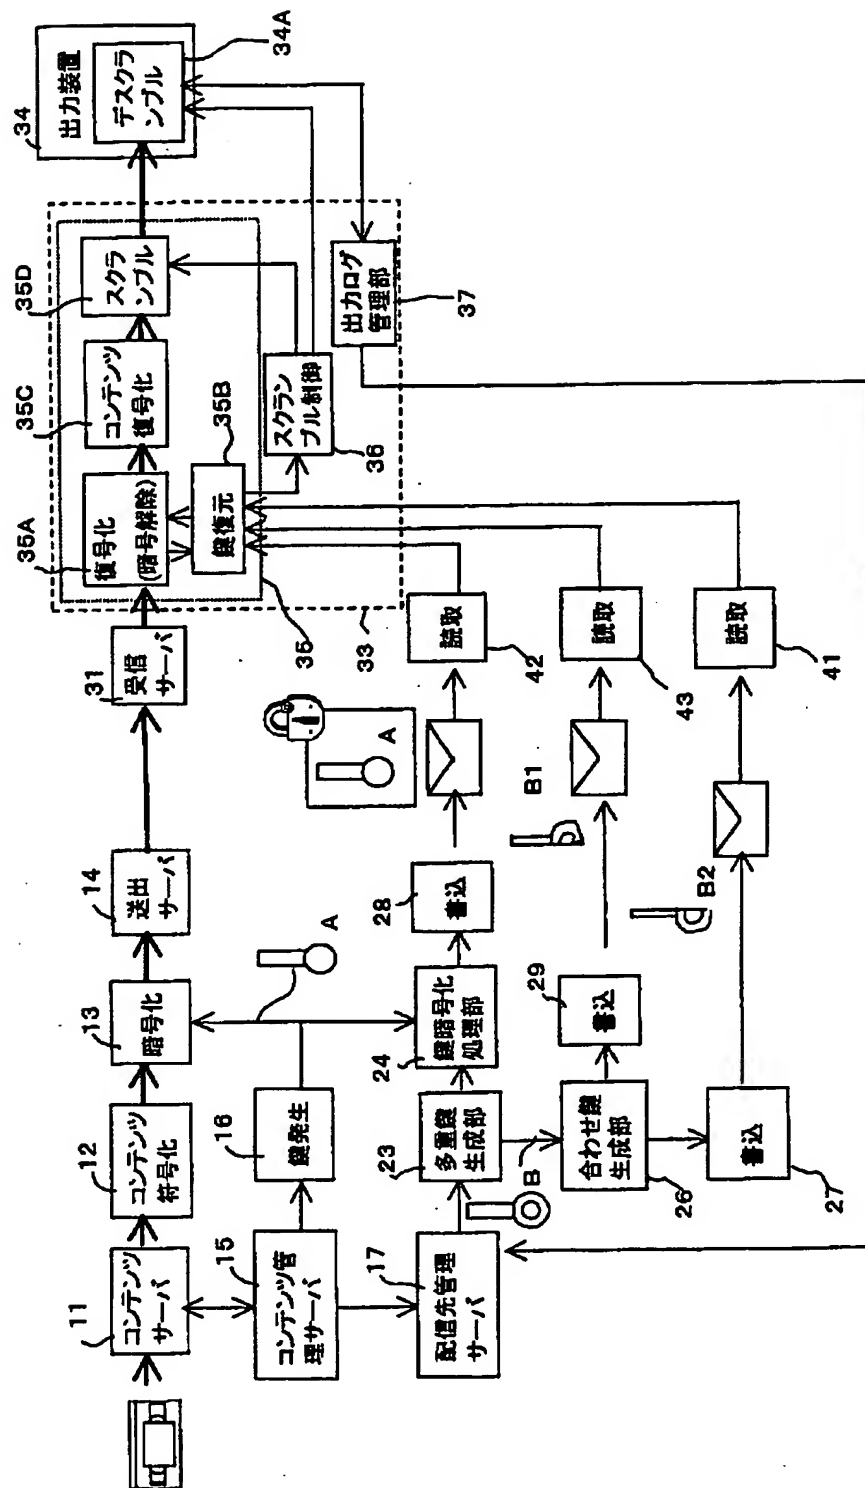 11
コンテンツ
サーバ
12
コンテンツ
符号化
13
暗号化
14
送出
サーバ
31
受信
サーバ
35A
復号化
(暗号解除)
35C
コンテンツ
復号化
35D
スクラ
ンブル
34
出力装置
デスクラ
ンブル
34A
35B
鍵復元
スクラン
ブル制御
36
出力ログ
管理部
37
35
33
15
コンテンツ管
理サーバ
16
鍵発生
A
17
配信先管理
サーバ
23
多量鍵
生成部
24
鍵暗号化
処理部
28
書込
A
読取
42
B
合わせ鍵
生成部
26
29
書込
B1
読取
43
書込
27
B2
読取
41